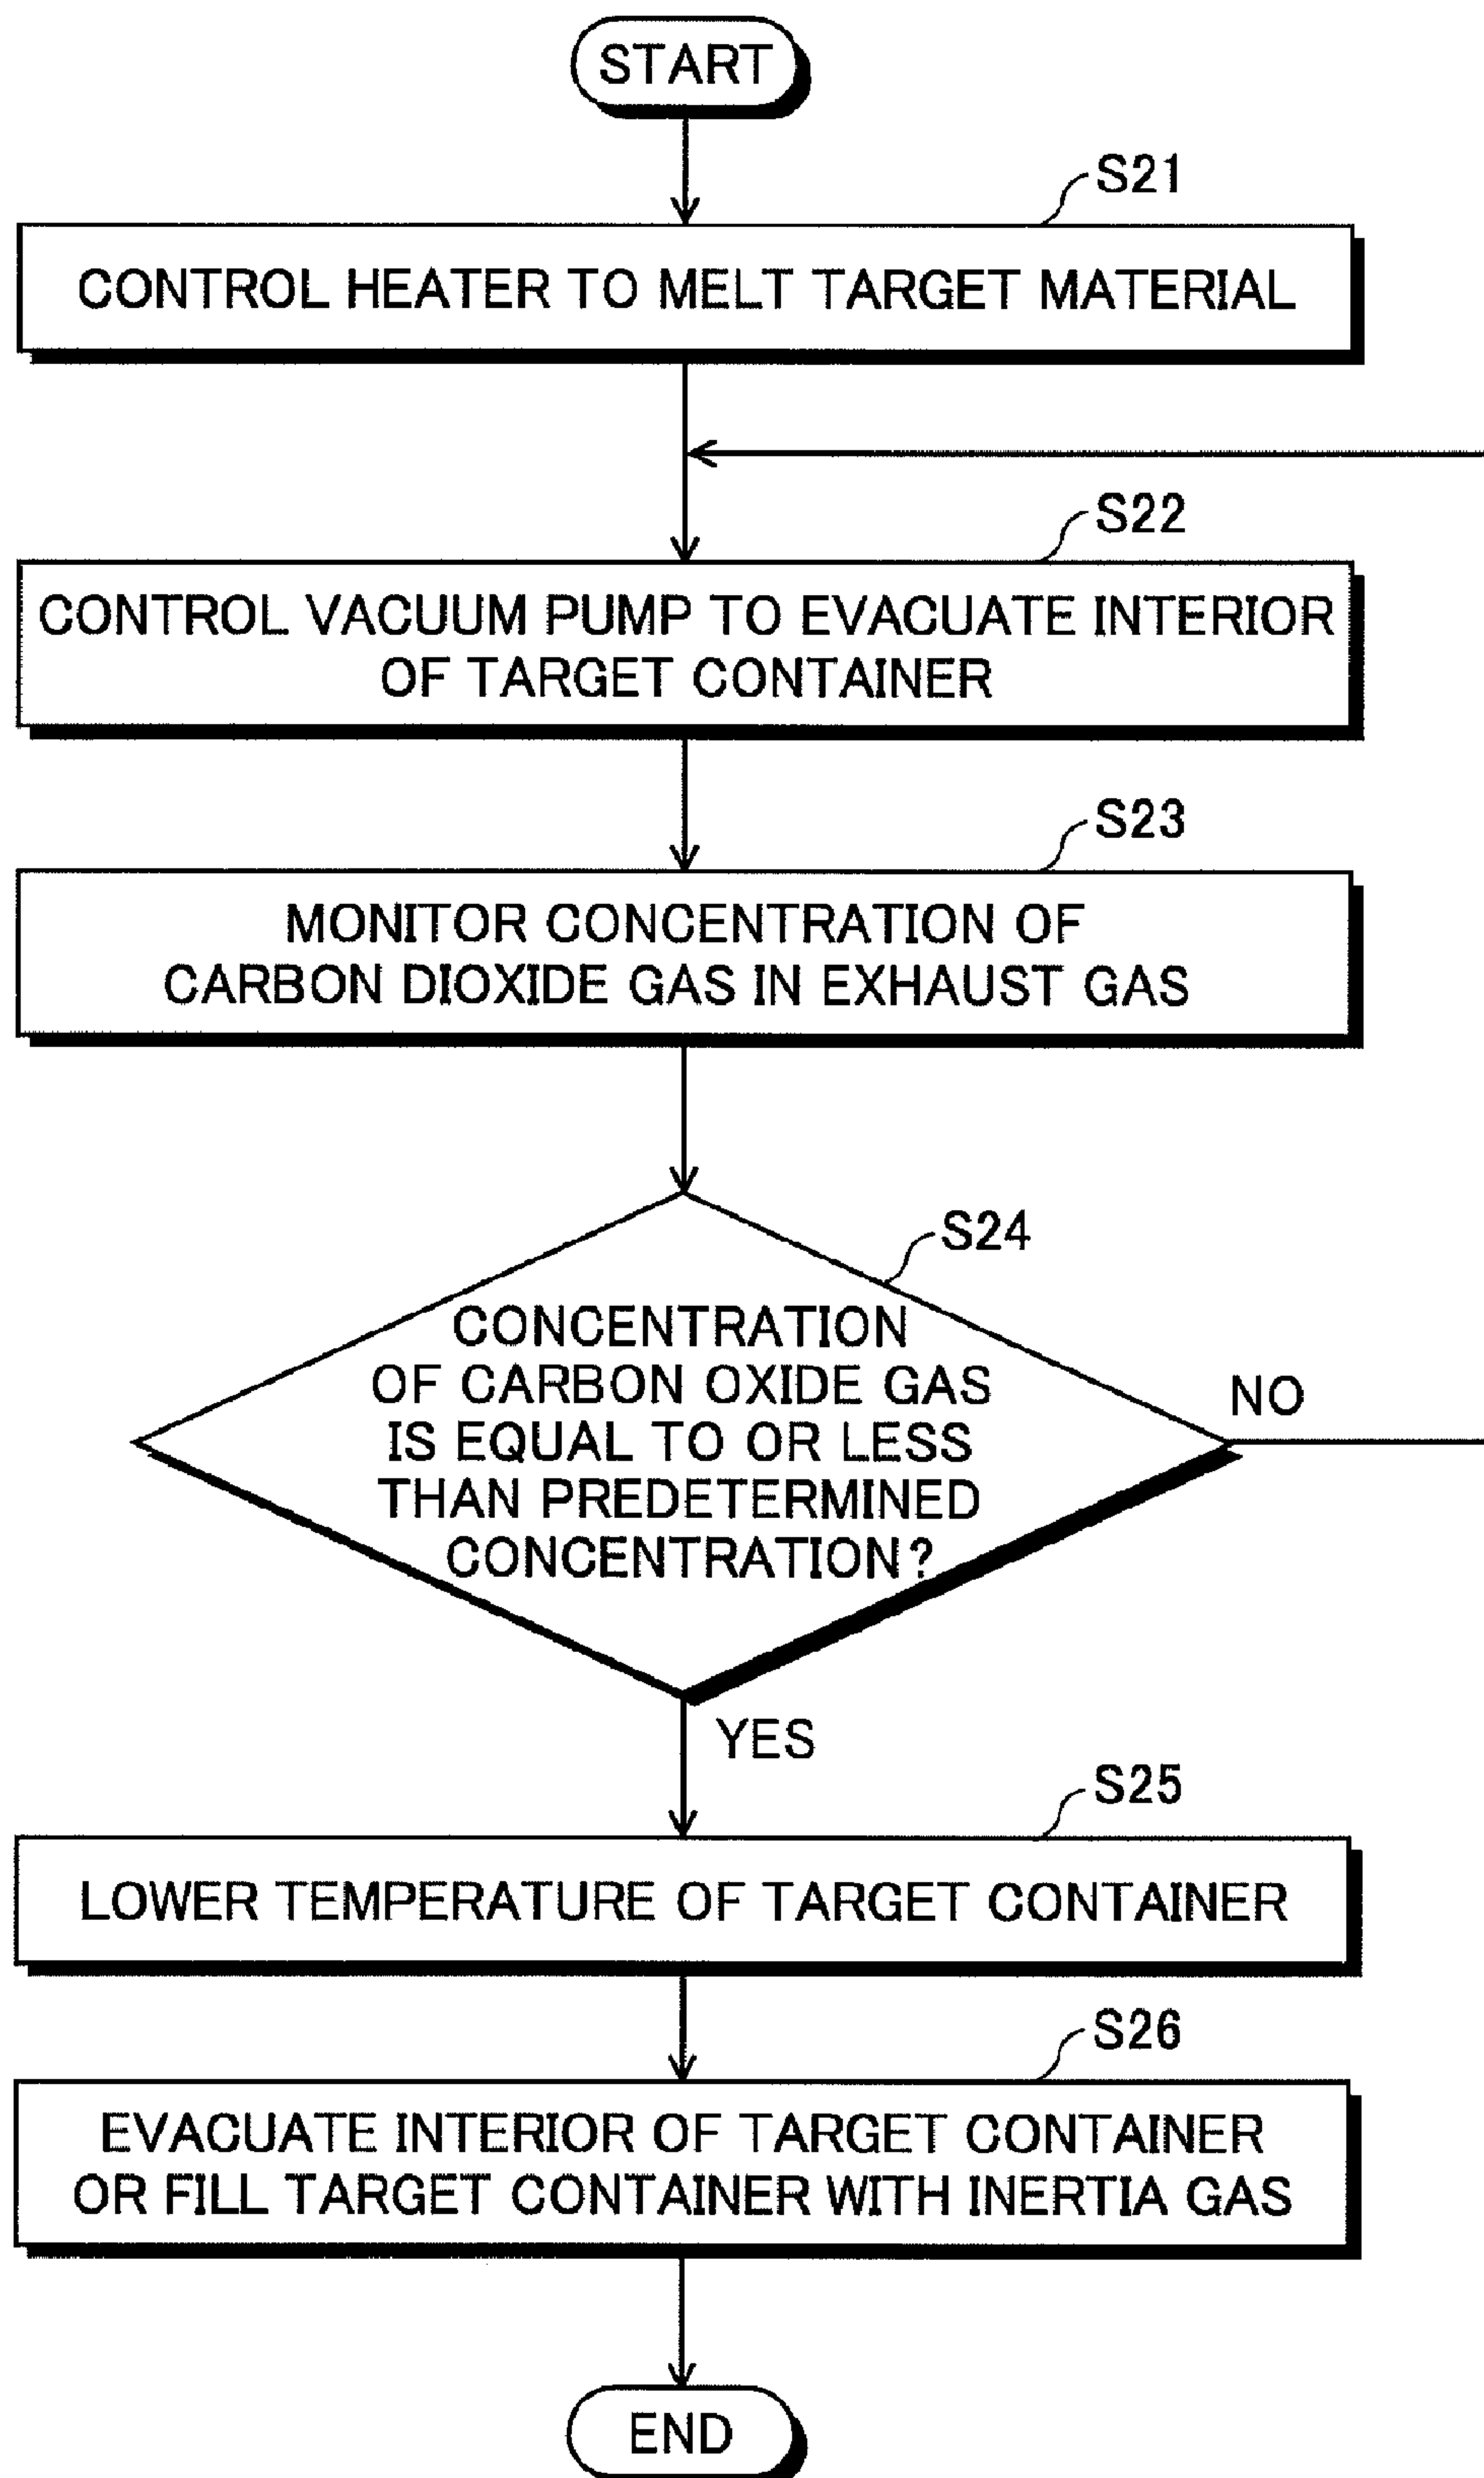 START
S21
CONTROL HEATER TO MELT TARGET MATERIAL
S22
CONTROL VACUUM PUMP TO EVACUATE INTERIOR
OF TARGET CONTAINER
S23
MONITOR CONCENTRATION OF
CARBON DIOXIDE GAS IN EXHAUST GAS
S24
CONCENTRATION
OF CARBON OXIDE GAS
IS EQUAL TO OR LESS
THAN PREDETERMINED
CONCENTRATION?
NO
YES
S25
LOWER TEMPERATURE OF TARGET CONTAINER
S26
EVACUATE INTERIOR OF TARGET CONTAINER
OR FILL TARGET CONTAINER WITH INERTIA GAS
END